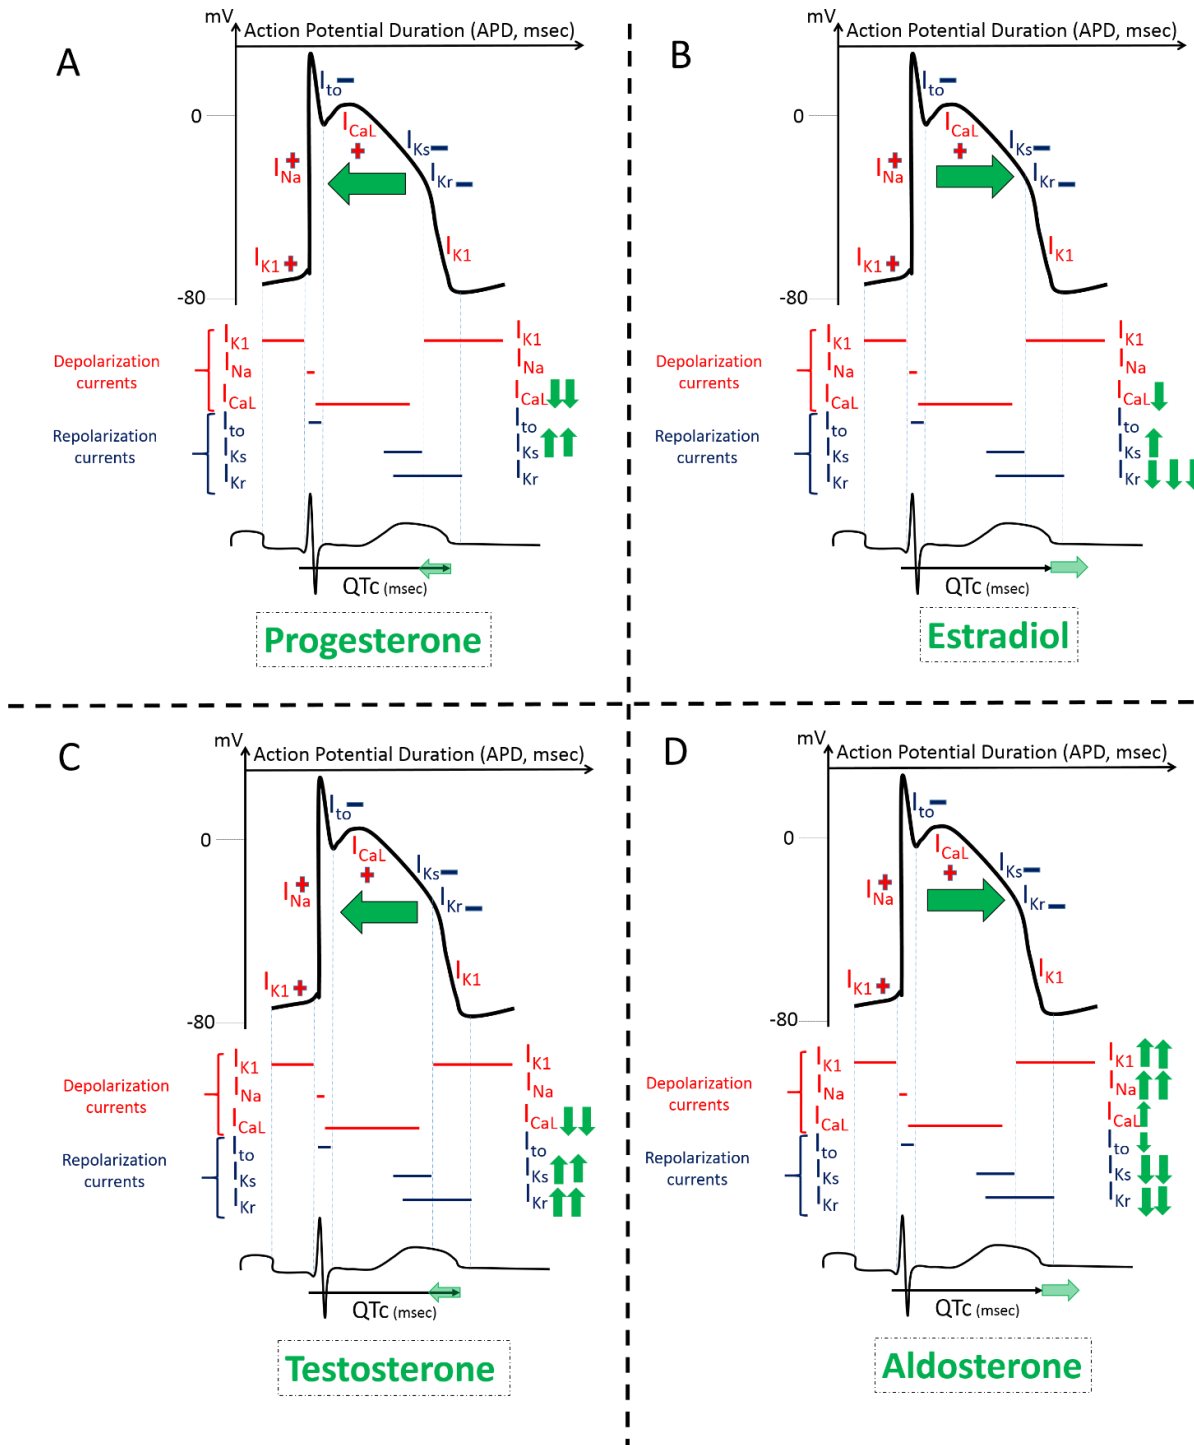 A
mV
Action Potential Duration (APD, msec)
0
-80
Ito
ICaL
IKs
IKr
INa
IK1
IK1
Depolarization
currents
IK1
INa
ICaL
Repolarization
currents
Ito
IKs
IKr
IK1
INa
ICaL
Ito
IKs
IKr
QTc (msec)
Progesterone
B
mV
Action Potential Duration (APD, msec)
0
-80
Ito
ICaL
IKs
IKr
INa
IK1
IK1
Depolarization
currents
IK1
INa
ICaL
Repolarization
currents
Ito
IKs
IKr
IK1
INa
ICaL
Ito
IKs
IKr
QTc (msec)
Estradiol
C
mV
Action Potential Duration (APD, msec)
0
-80
Ito
ICaL
IKs
IKr
INa
IK1
IK1
Depolarization
currents
IK1
INa
ICaL
Repolarization
currents
Ito
IKs
IKr
IK1
INa
ICaL
Ito
IKs
IKr
QTc (msec)
Testosterone
D
mV
Action Potential Duration (APD, msec)
0
-80
Ito
ICaL
IKs
IKr
INa
IK1
IK1
Depolarization
currents
IK1
INa
ICaL
Repolarization
currents
Ito
IKs
IKr
IK1
INa
ICaL
Ito
IKs
IKr
QTc (msec)
Aldosterone